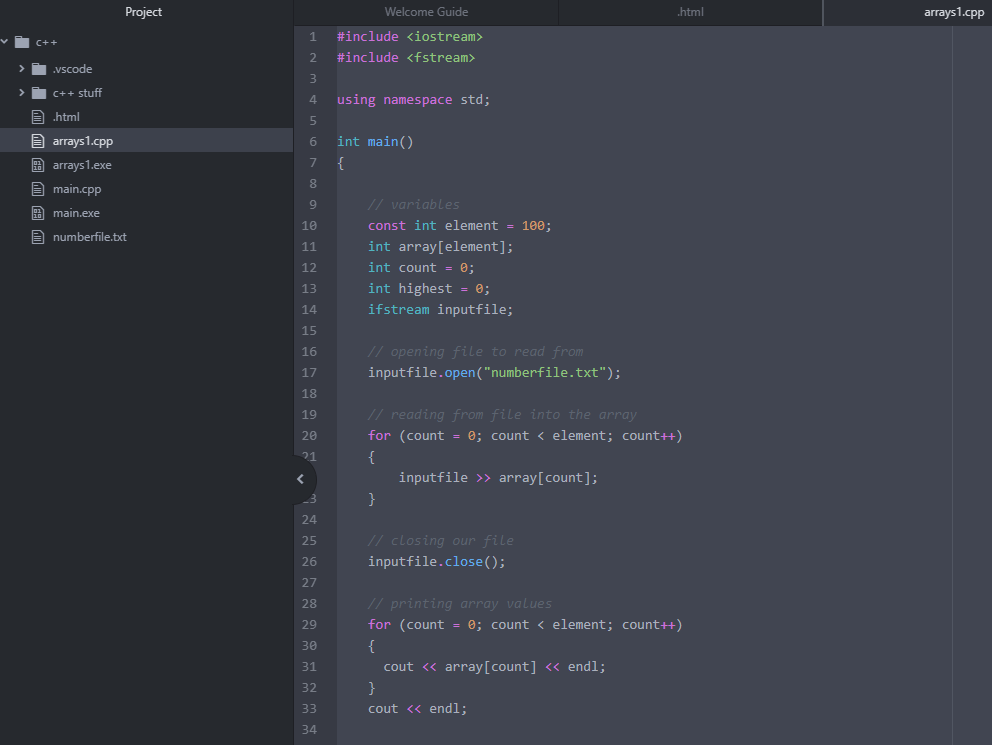 Project
c++
.vscode
c++ stuff
.html
arrays1.cpp
arrays1.exe
main.cpp
main.exe
numberfile.txt
Welcome Guide
.html
arrays1.cpp
1 #include <iostream>
2 #include <fstream>
3
4 using namespace std;
5
6 int main()
7 {
8
9 // variables
10 const int element = 100;
11 int array[element];
12 int count = 0;
13 int highest = 0;
14 ifstream inputfile;
15
16 // opening file to read from
17 inputfile.open("numberfile.txt");
18
19 // reading from file into the array
20 for (count = 0; count < element; count++)
21 {
inputfile >> array[count];
23 }
24
25 // closing our file
26 inputfile.close();
27
28 // printing array values
29 for (count = 0; count < element; count++)
30 {
31 cout << array[count] << endl;
32 }
33 cout << endl;
34